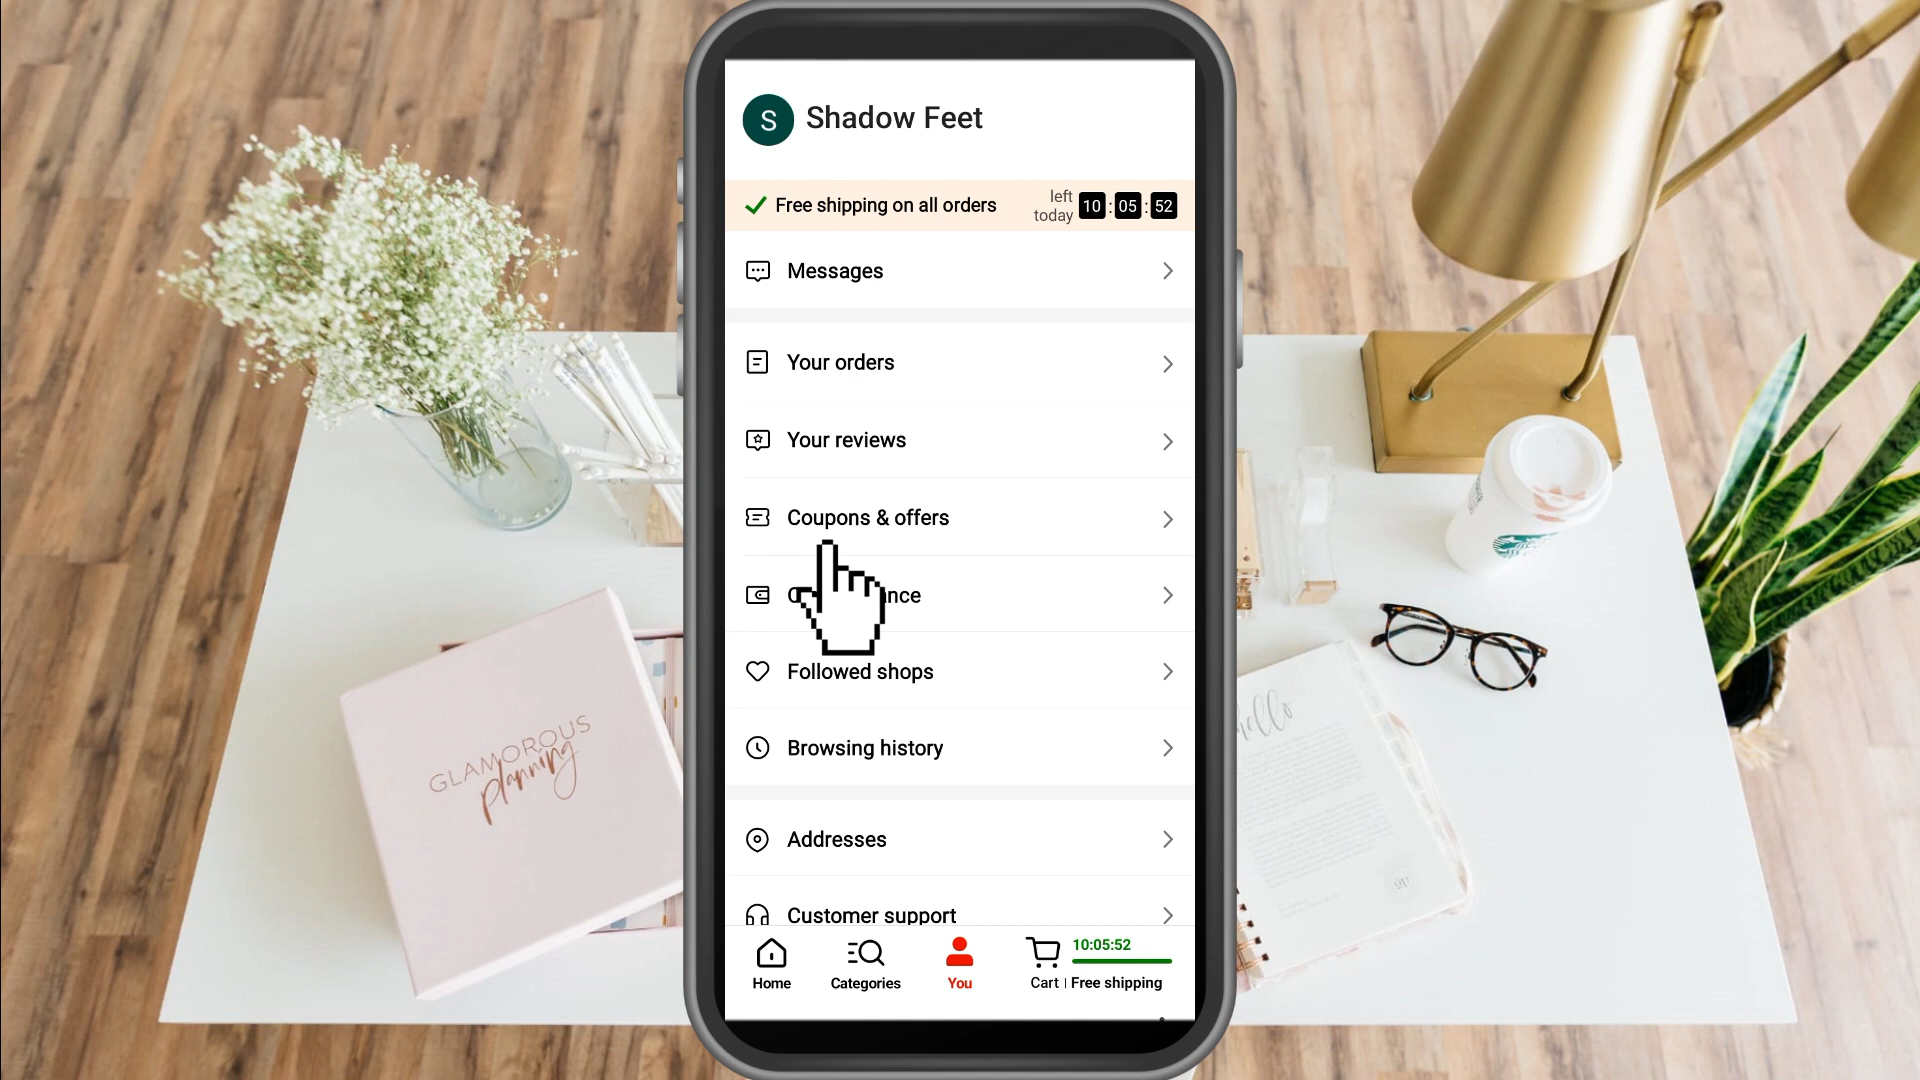 S Shadow Feet
Free shipping on all orders
left
today 10 : 05 : 52
Messages
Your orders
Your reviews
Coupons & offers
nce
Followed shops
Browsing history
Addresses
Customer support
10:05:52
Home
Categories
You
Cart | Free shipping
GLAMOROUS
planning
hello